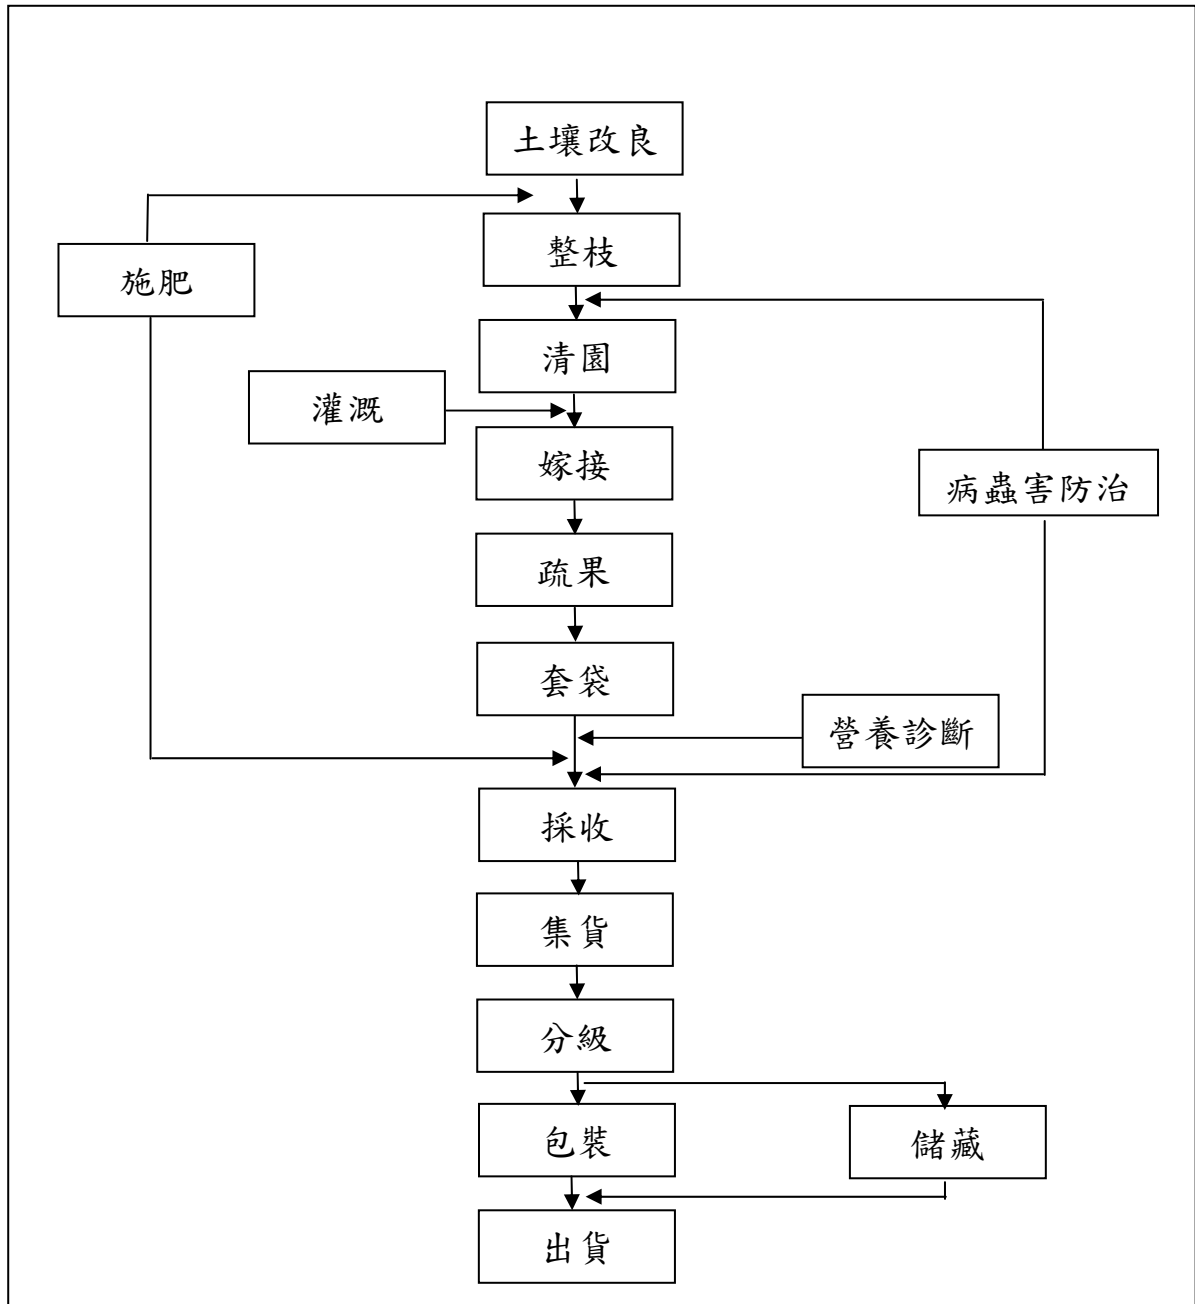 土壤改良
整枝
施肥
清園
灌溉
嫁接
病蟲害防治
疏果
套袋
營養診斷
採收
集貨
分級
包裝
儲藏
出貨